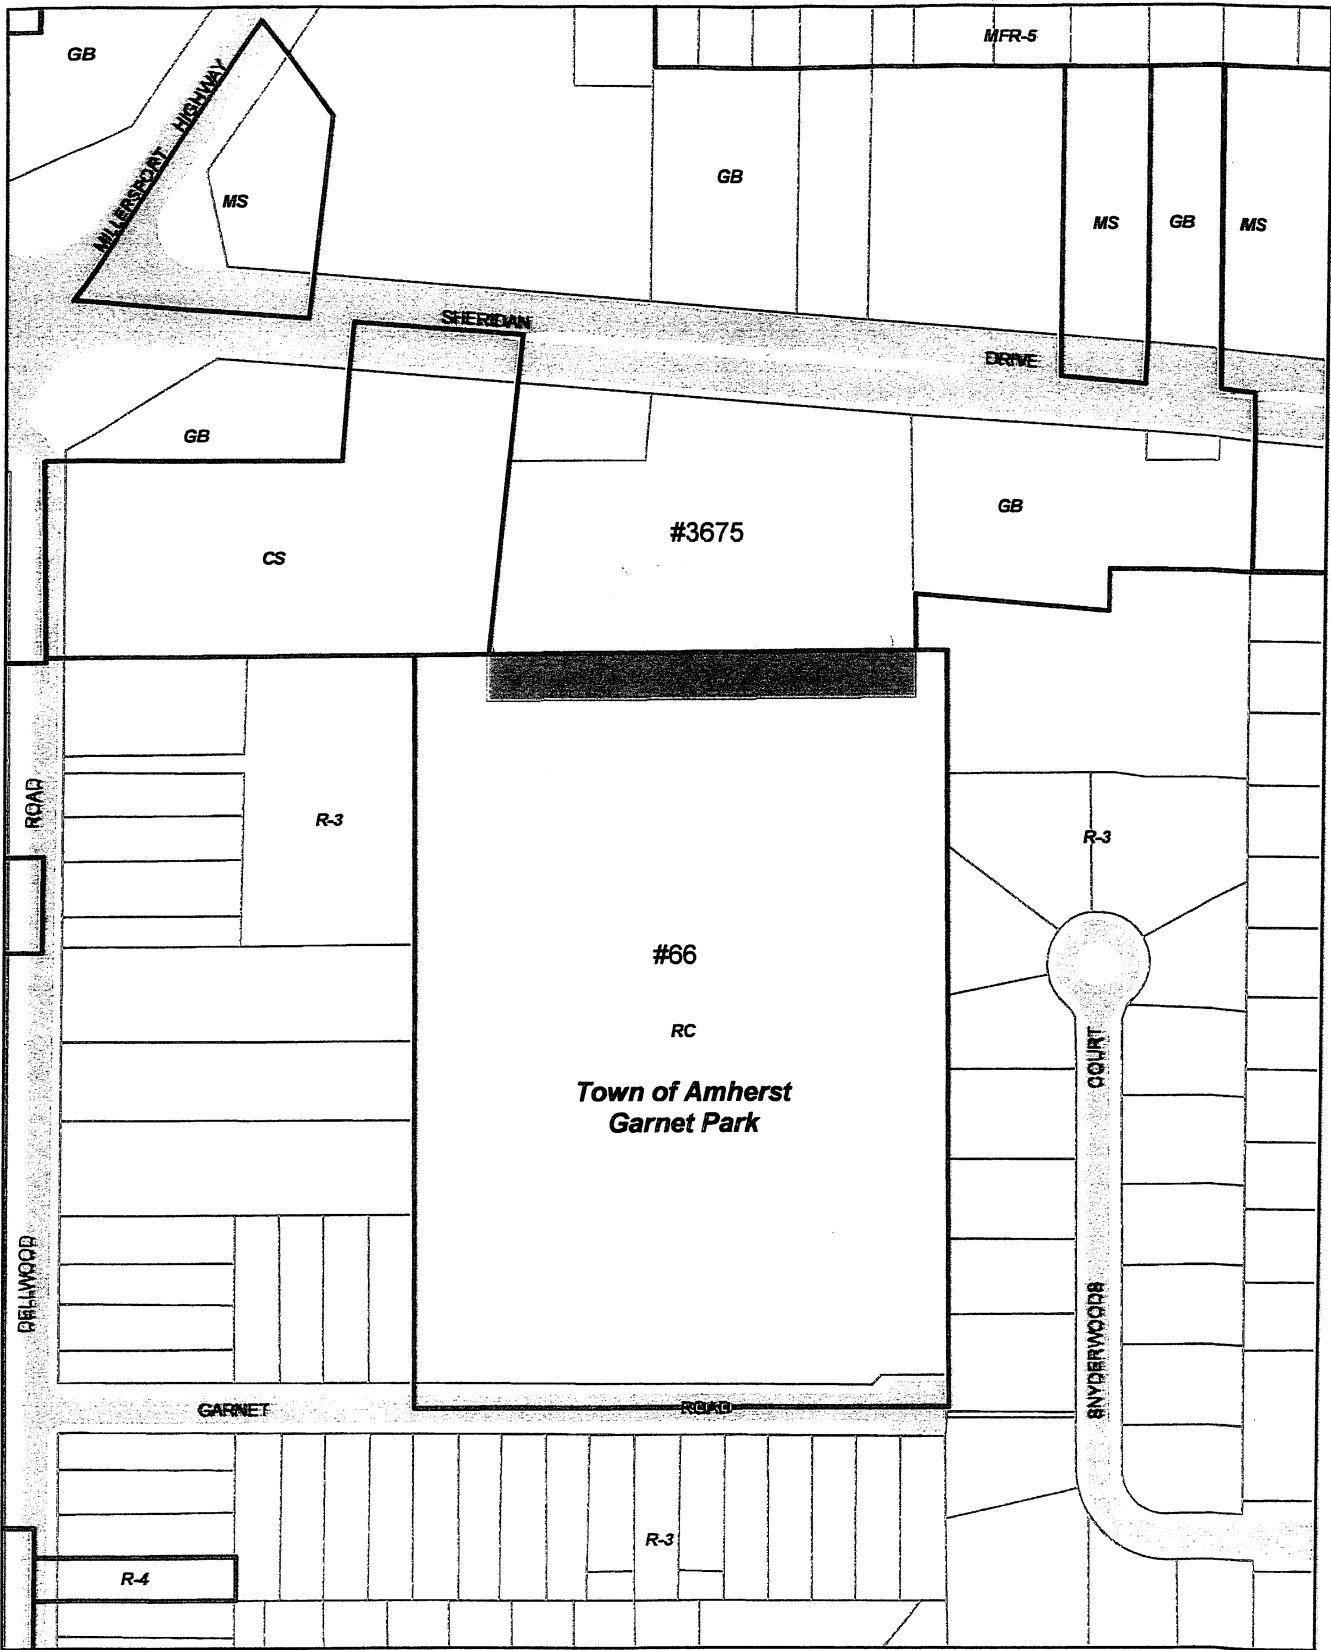 MFR-5
GB
MILLERSPORT HIGHWAY
GB
MS
MS
GB
MS
SHERIDAN
DRIVE
GB
GB
#3675
CS
ROAD
R-3
R-3
#66
RC
COURT
Town of Amherst
Garnet Park
DELLWOOD
SNYDERWOODS
GARNET
ROAD
R-3
R-4